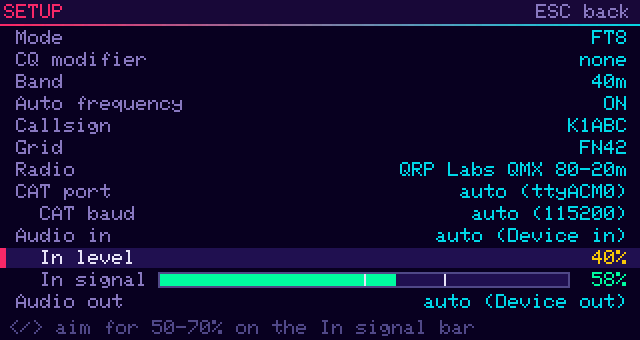 SETUP ESC back
Mode FT8
CQ modifier none
Band 40m
Auto frequency ON
Callsign K1ABC
Grid FN42
Radio QRP Labs QMX 80-20m
CAT port auto (ttyACM0)
CAT baud auto (115200)
Audio in auto (Device in)
In level 40%
In signal 58%
Audio out auto (Device out)
</> aim for 50-70% on the In signal bar